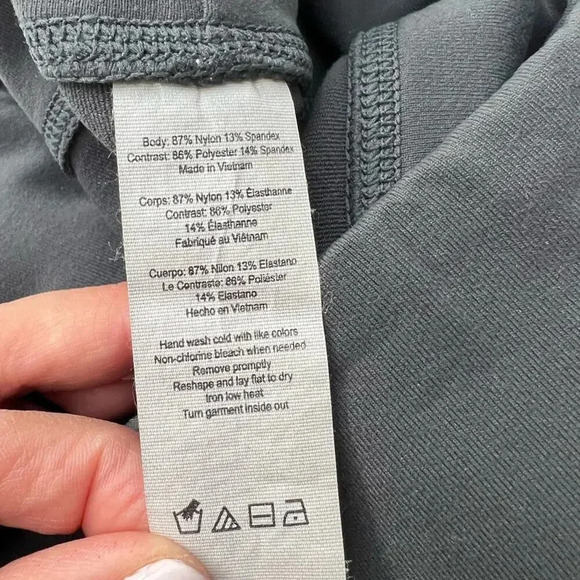 Body: 87% Nylon 13% Spandex
Contrast: 86% Polyester 14% Spandex
Made in Vietnam
Corps: 87% Nylon 13% Élasthanne
Contrast: 86% Polyester
14% Élasthanne
Fabriqué au Viêtnam
Cuerpo: 87% Nilon 13% Elastano
Le Contraste: 86% Poliéster
14% Elastano
Hecho en Vietnam
Hand wash cold with like colors
Non-chlorine bleach when needed
Remove promptly
Reshape and lay flat to dry
Iron low heat
Turn garment inside out